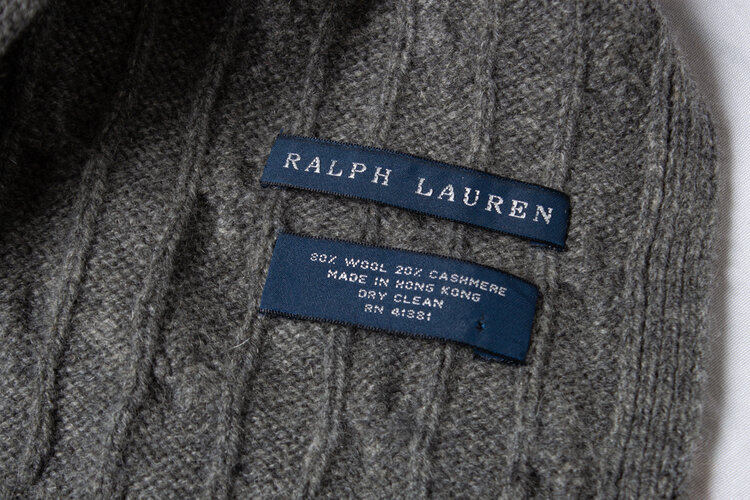 RALPH LAUREN
80% WOOL 20% CASHMERE
MADE IN HONG KONG
DRY CLEAN
RN 41381